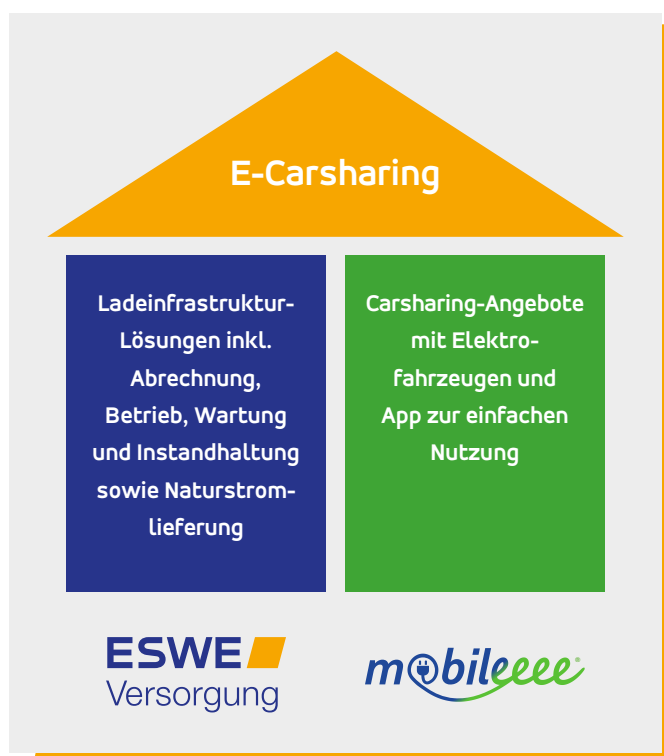 E-Carsharing
Ladeinfrastruktur-
Lösungen inkl.
Abrechnung,
Betrieb, Wartung
und Instandhaltung
sowie Naturstrom-
lieferung
Carsharing-Angebote
mit Elektro-
fahrzeugen und
App zur einfachen
Nutzung
ESWE
Versorgung
mobileeee